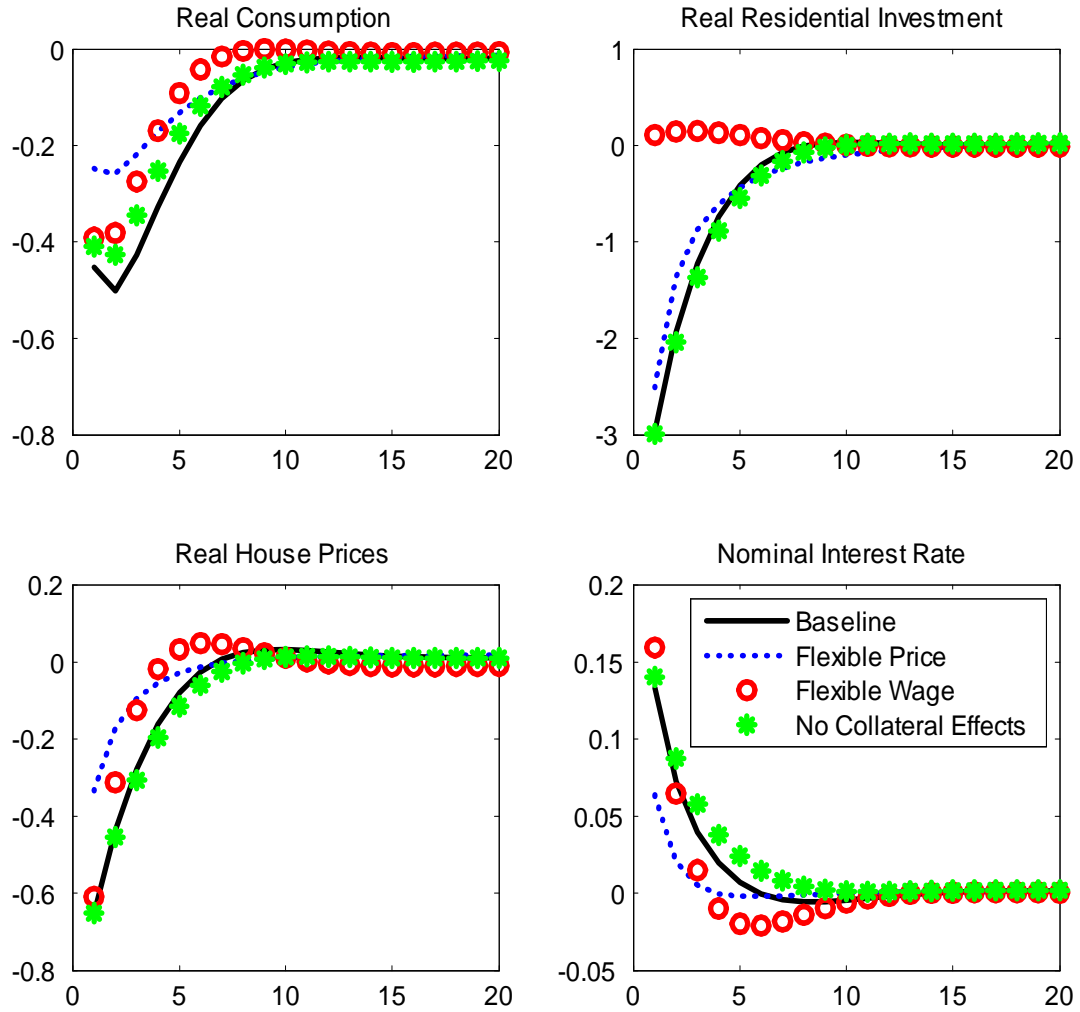 Real Consumption
0
-0.2
-0.4
-0.6
-0.8
0 5 10 15 20
Real Residential Investment
1
0
-1
-2
-3
0 5 10 15 20
Real House Prices
0.2
0
-0.2
-0.4
-0.6
-0.8
0 5 10 15 20
Nominal Interest Rate
0.2
0.15
0.1
0.05
0
-0.05
0 5 10 15 20
Baseline
Flexible Price
Flexible Wage
No Collateral Effects